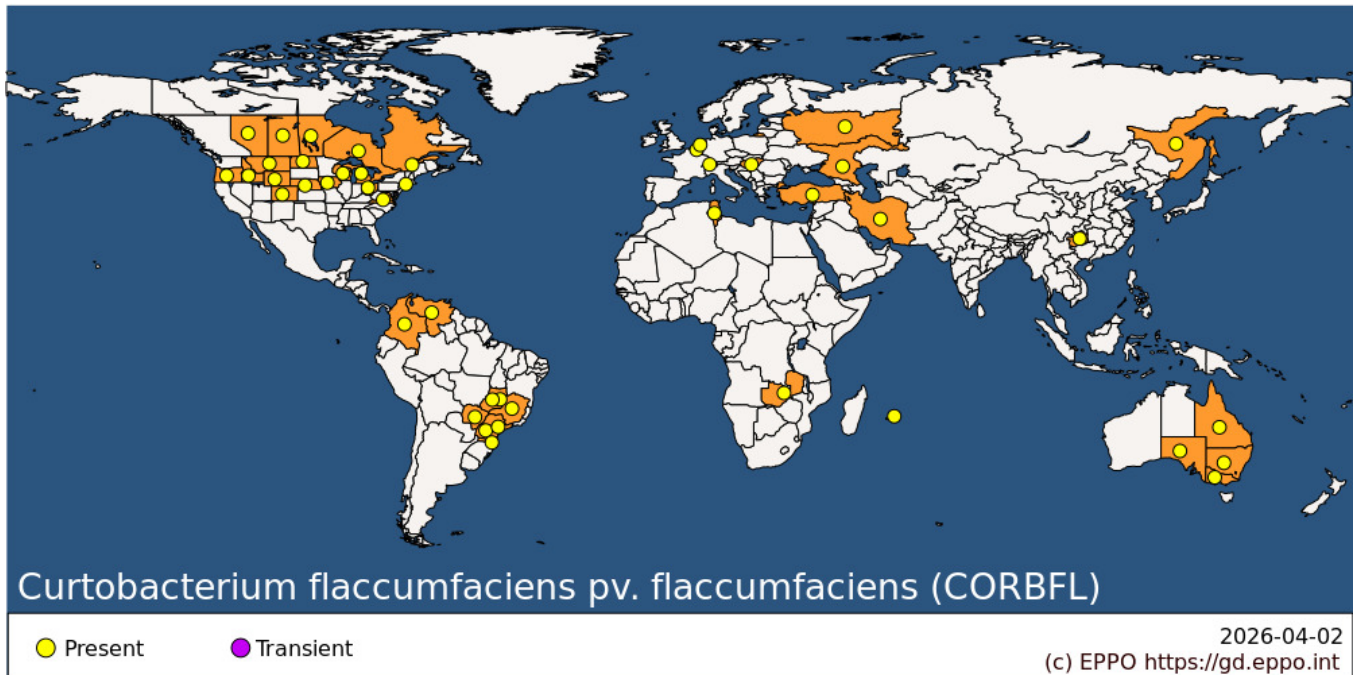 Curtobacterium flaccumfaciens pv. flaccumfaciens (CORBFL)
Present
Transient
2026-04-02
(c) EPPO https://gd.eppo.int